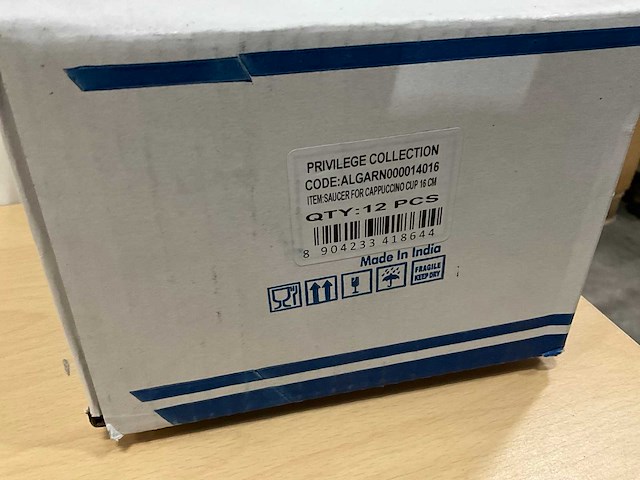 PRIVILEGE COLLECTION
CODE:ALGARN000014016
ITEM:SAUCER FOR CAPPUCCINO CUP 16 CM
QTY:12 PCS
8 904233 418644
Made In India
FRAGILE
KEEP DRY